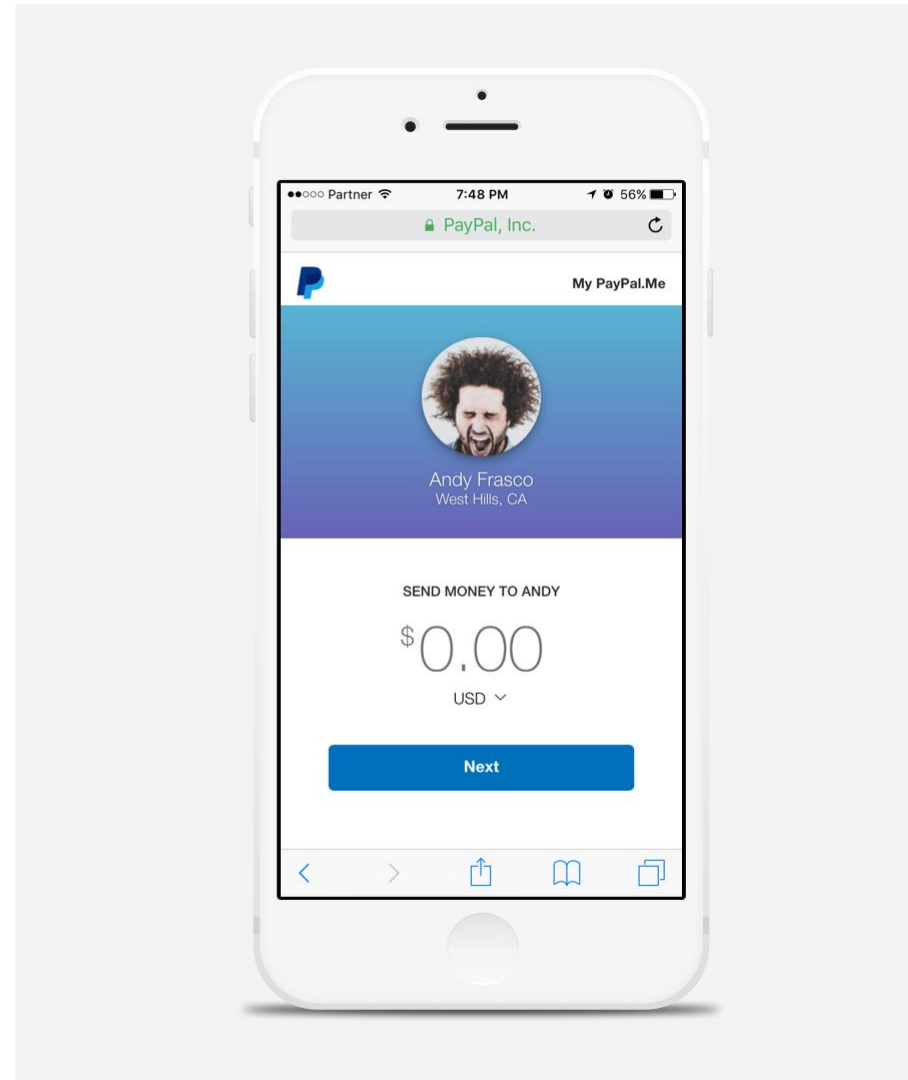 Partner 7:48 PM 56%
PayPal, Inc.
My PayPal.Me
Andy Frasco
West Hills, CA
SEND MONEY TO ANDY
$0.00
USD
Next